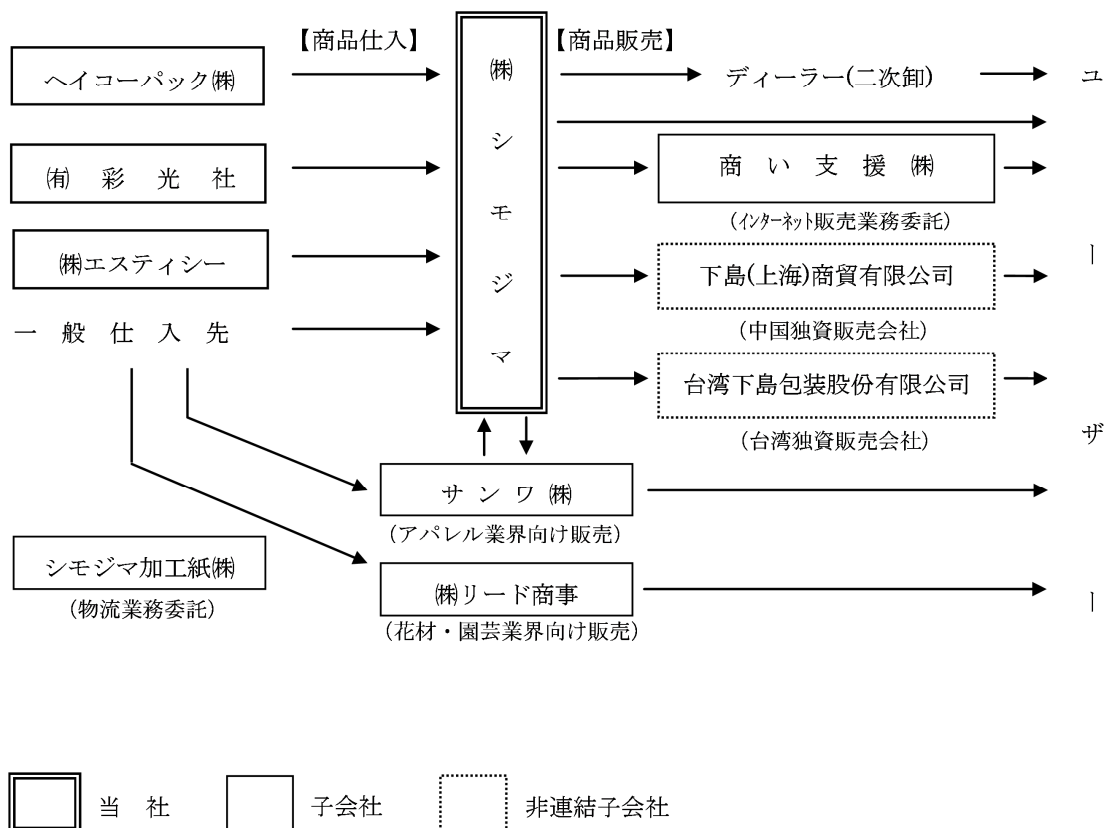 【商品仕入】
【商品販売】
ヘイコーパック㈱
㈱シモジマ
ディーラー(二次卸)
ユーザー
㈲ 彩 光 社
商 い 支 援 ㈱
(インターネット販売業務委託)
㈱エスティシー
下島(上海)商貿有限公司
(中国独資販売会社)
一 般 仕 入 先
台湾下島包装股份有限公司
(台湾独資販売会社)
サ ン ワ ㈱
(アパレル業界向け販売)
シモジマ加工紙㈱
(物流業務委託)
㈱リード商事
(花材・園芸業界向け販売)
当 社
子会社
非連結子会社